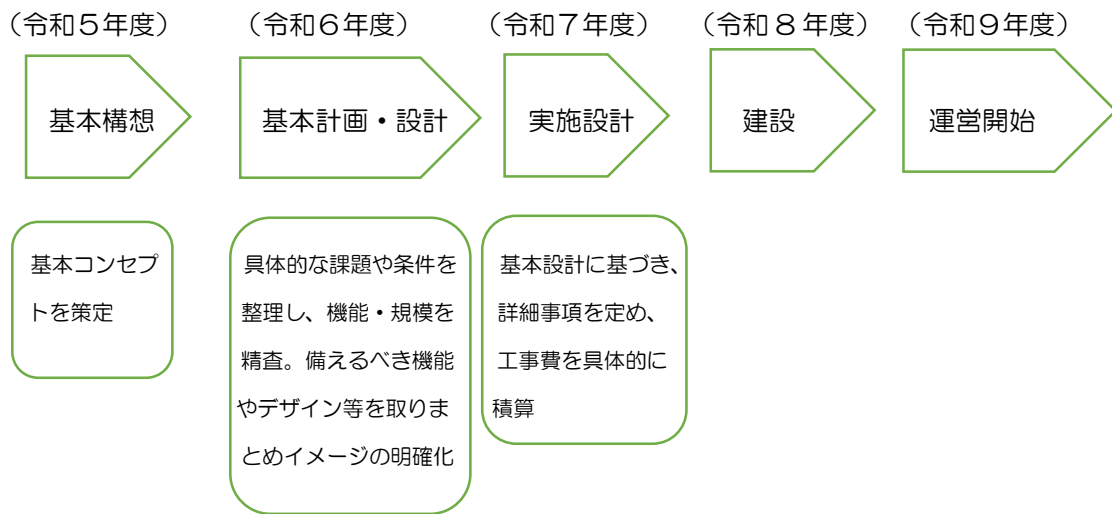 （令和５年度）
（令和６年度）
（令和７年度）
（令和８年度）
（令和９年度）
基本構想
基本計画・設計
実施設計
建設
運営開始
基本コンセプ
トを策定
具体的な課題や条件を
整理し、機能・規模を
精査。備えるべき機能
やデザイン等を取りま
とめイメージの明確化
基本設計に基づき、
詳細事項を定め、
工事費を具体的に
積算